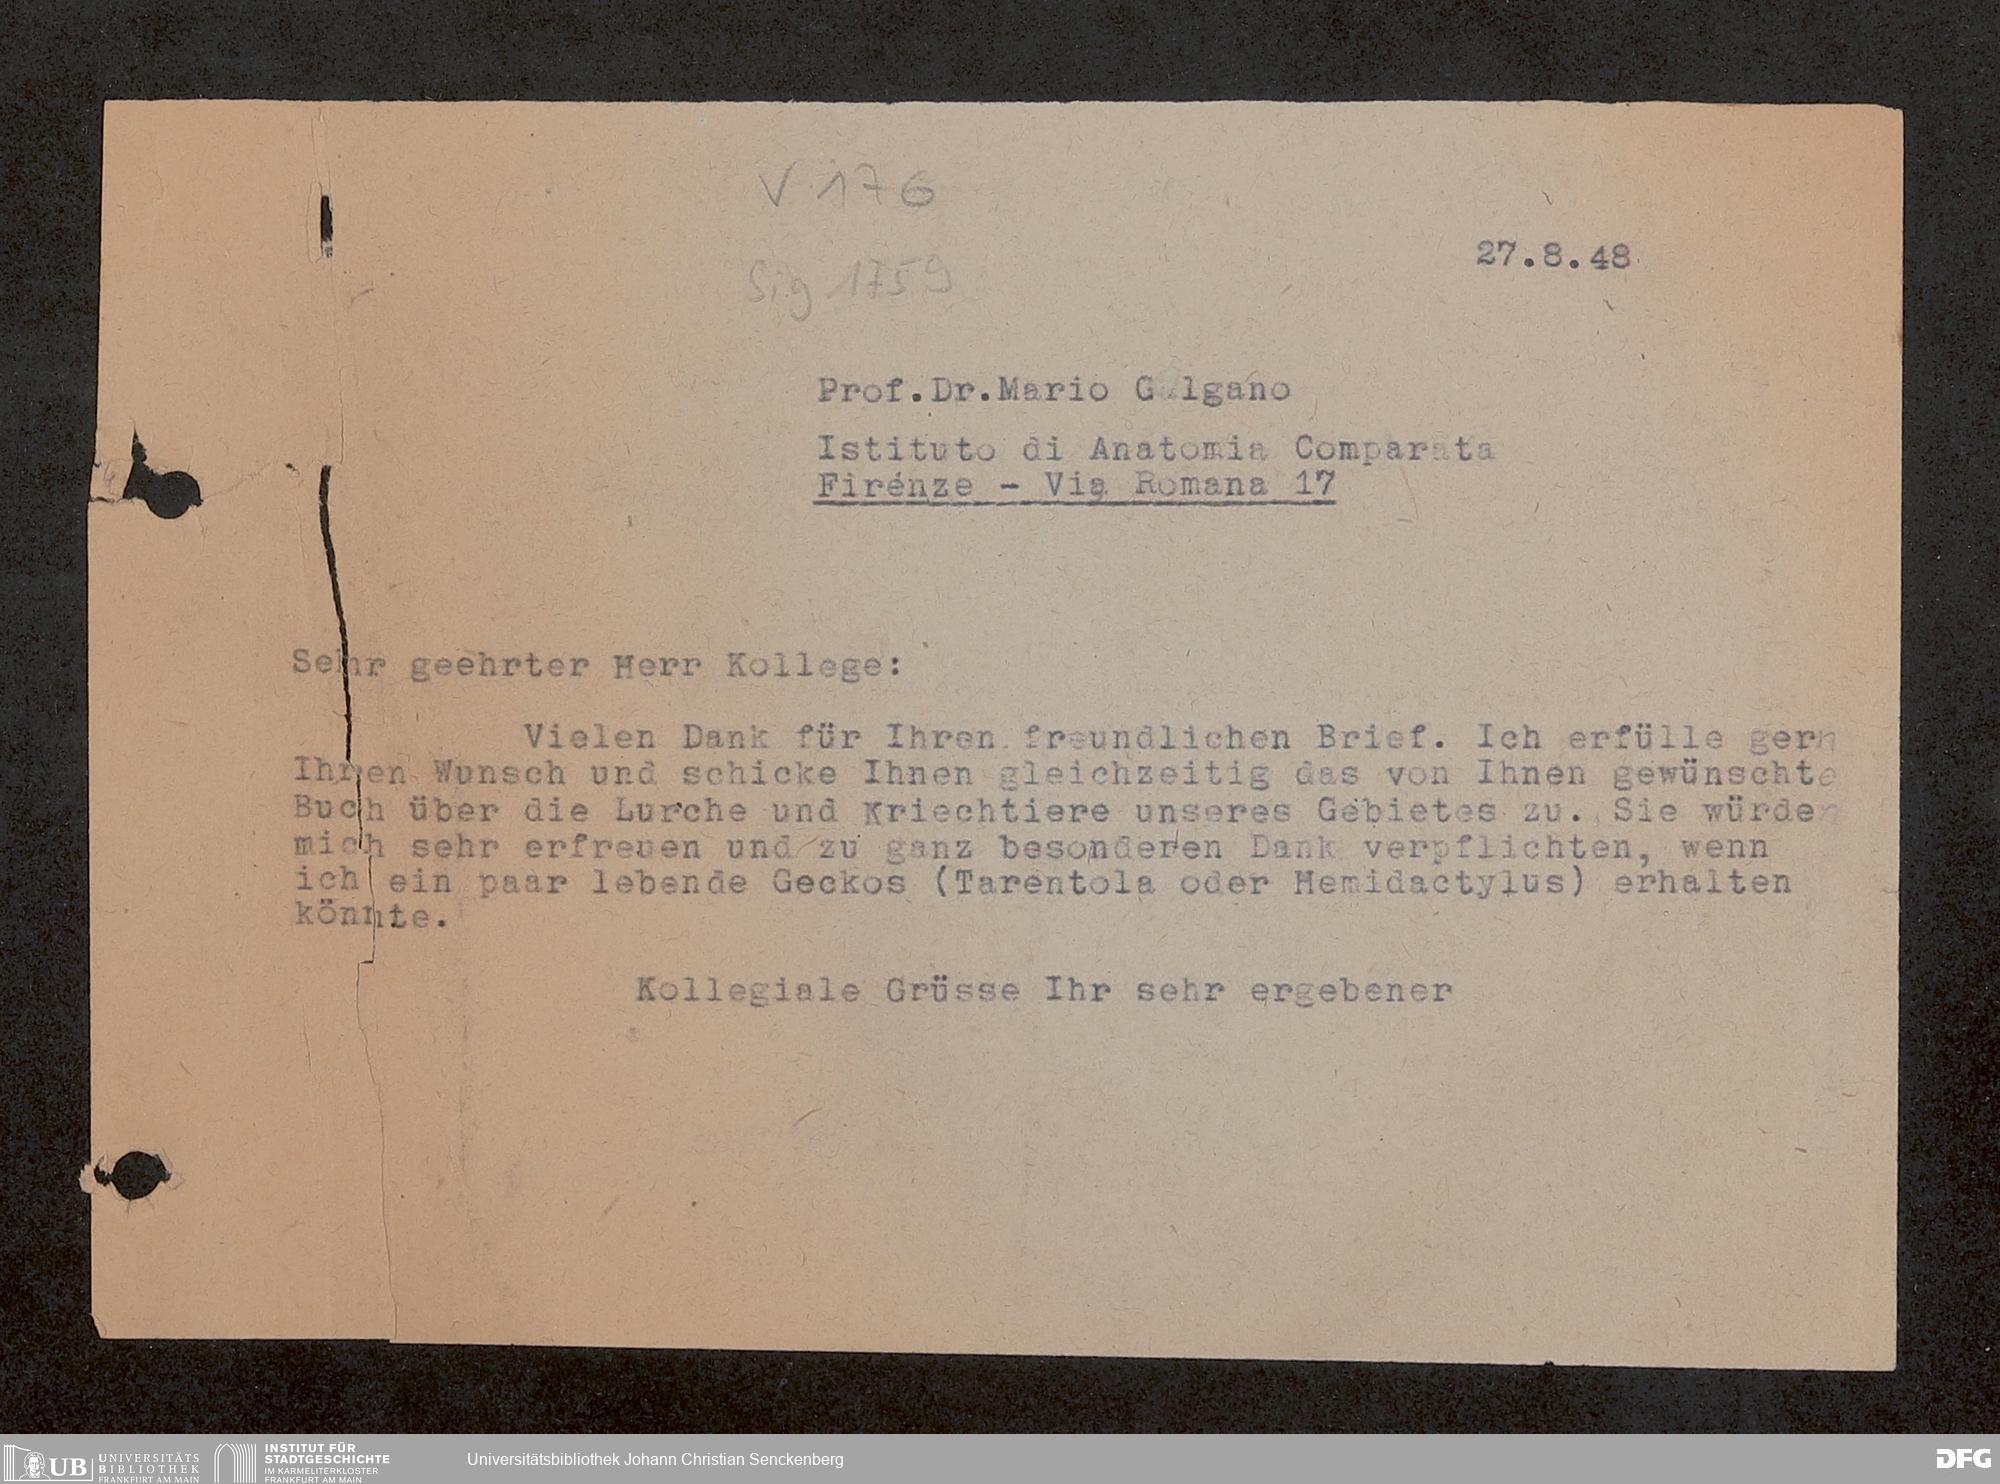 V 176
27.8.48
Sig 1759
Prof.Dr.Mario Galgano
Istituto di Anatomia Comparata
Firénze - Via Romana 17
Sehr geehrter Herr Kollege:
Vielen Dank für Ihren freundlichen Brief. Ich erfülle gern
Ihren Wunsch und schicke Ihnen gleichzeitig das von Ihnen gewünschte
Buch über die Lurche und Kriechtiere unseres Gebietes zu. Sie würden
mich sehr erfreuen und zu ganz besonderen Dank verpflichten, wenn
ich ein paar lebende Geckos (Tarentola oder Hemidactylus) erhalten
könnte.
Kollegiale Grüsse Ihr sehr ergebener
UB UNIVERSITÄTS BIBLIOTHEK FRANKFURT AM MAIN
INSTITUT FÜR STADTGESCHICHTE IM KARMELITERKLOSTER FRANKFURT AM MAIN
Universitätsbibliothek Johann Christian Senckenberg
DFG